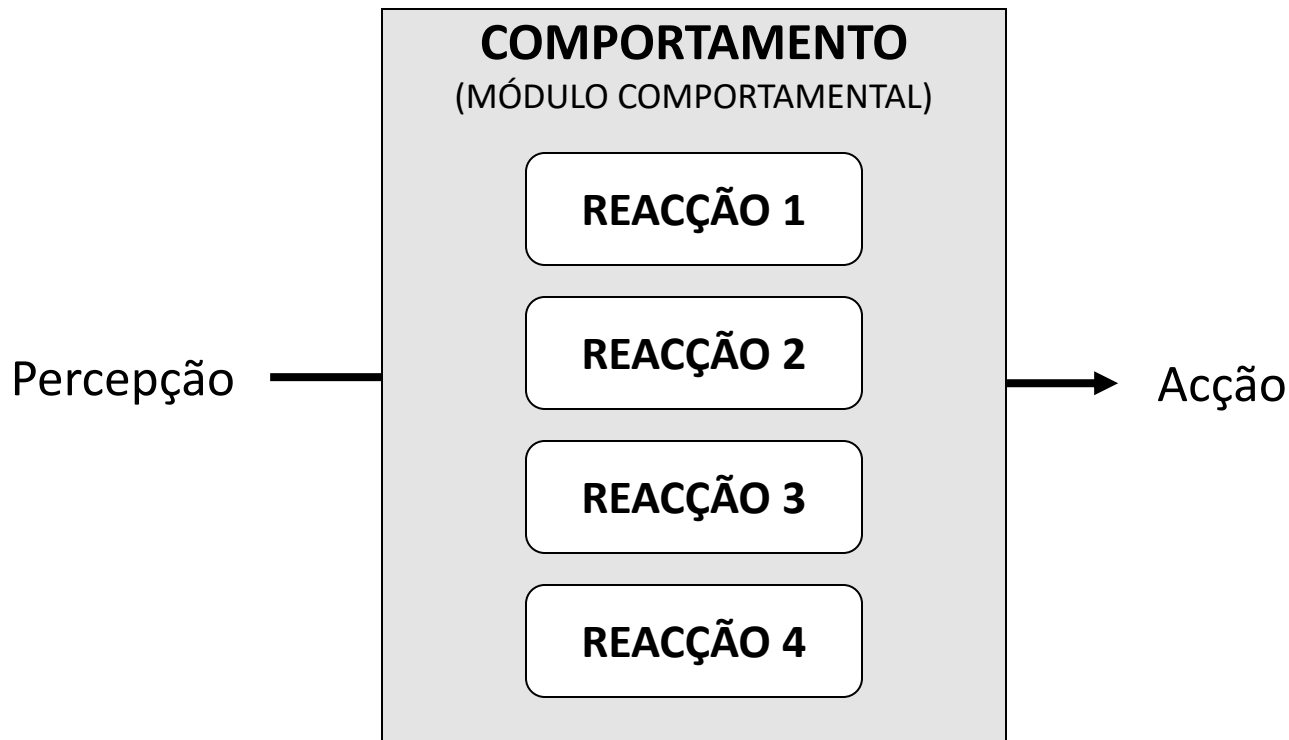 COMPORTAMENTO
(MÓDULO COMPORTAMENTAL)
REACÇÃO 1
REACÇÃO 2
Percepção
Acção
REACÇÃO 3
REACÇÃO 4